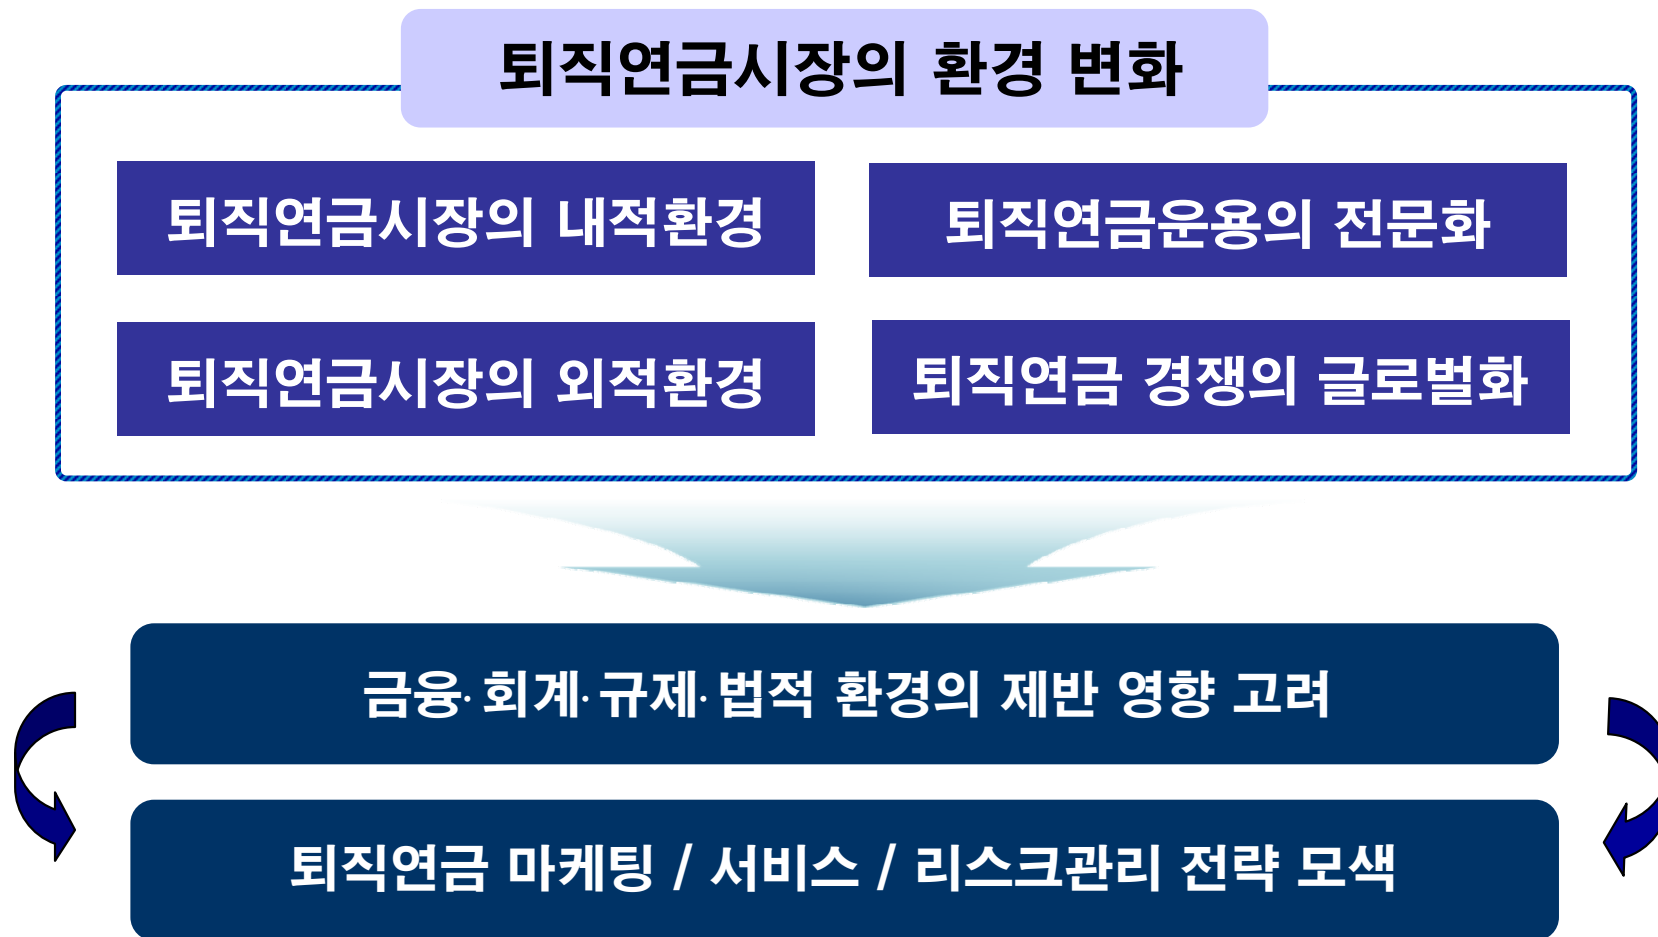 퇴직연금시장의 환경 변화
퇴직연금시장의 내적환경
퇴직연금운용의 전문화
퇴직연금시장의 외적환경
퇴직연금 경쟁의 글로벌화
금융· 회계· 규제· 법적 환경의 제반 영향 고려
퇴직연금 마케팅 / 서비스 / 리스크관리 전략 모색